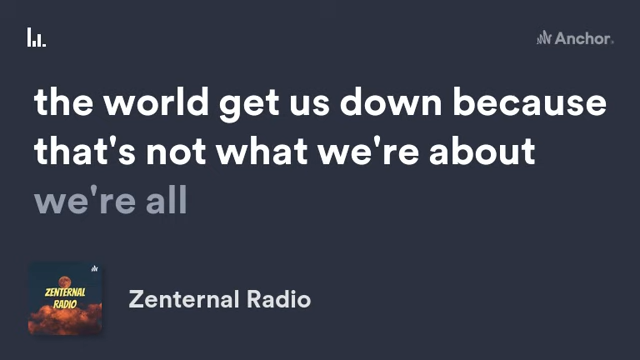 Anchor
the world get us down because
that's not what we're about
we're all
ZENTERNAL
RADIO
Zenternal Radio